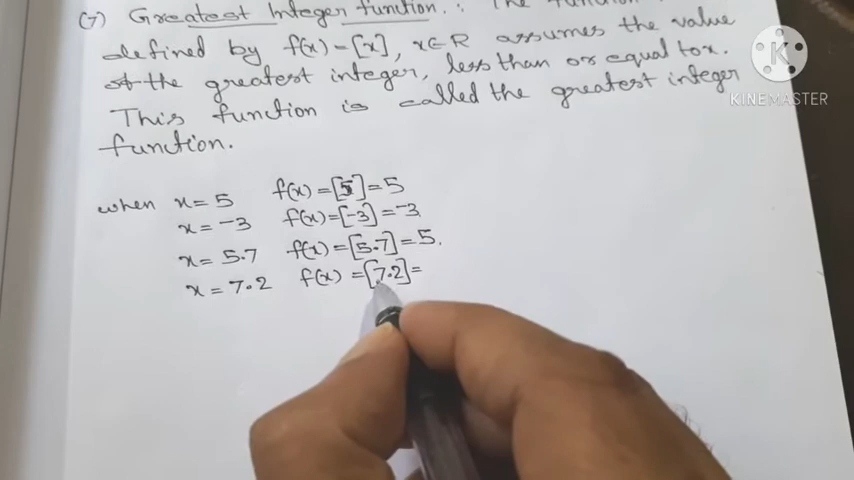 (7) Greatest Integer function : The function
defined by f(x) = [x], x∈R assumes the value
of the greatest integer, less than or equal to x.
This function is called the greatest integer
function.
when x = 5 f(x) = [5] = 5
x = -3 f(x) = [-3] = -3
x = 5.7 f(x) = [5.7] = 5.
x = 7.2 f(x) = [7.2] =
KINEMASTER